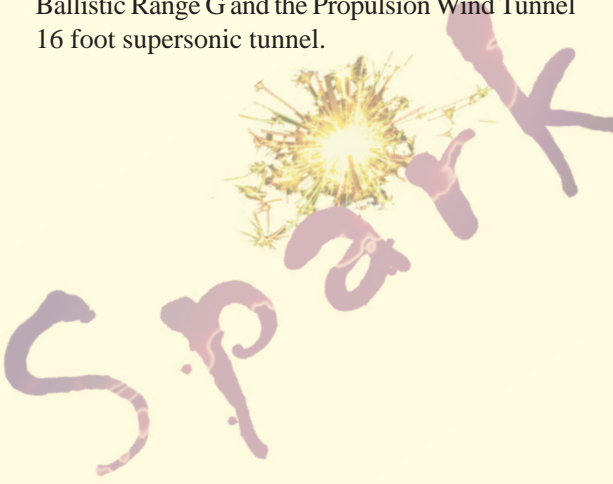 Ballistic Range G and the Propulsion Wind Tunnel
16 foot supersonic tunnel.
Spark